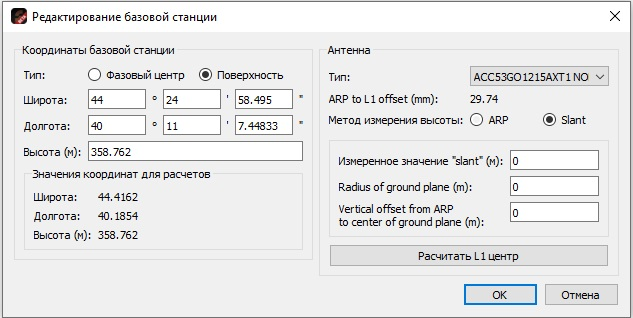 Редактирование базовой станции
Координаты базовой станции
Тип: Фазовый центр Поверхность
Широта: 44 ° 24 ' 58.495 "
Долгота: 40 ° 11 ' 7.44833 "
Высота (м): 358.762
Значения координат для расчетов
Широта: 44.4162
Долгота: 40.1854
Высота (м): 358.762
Антенна
Тип: ACC53GO1215AXT1 NO
ARP to L1 offset (mm): 29.74
Метод измерения высоты: ARP Slant
Измеренное значение "slant" (м): 0
Radius of ground plane (m): 0
Vertical offset from ARP
to center of ground plane (m): 0
Расчитать L1 центр
OK Отмена